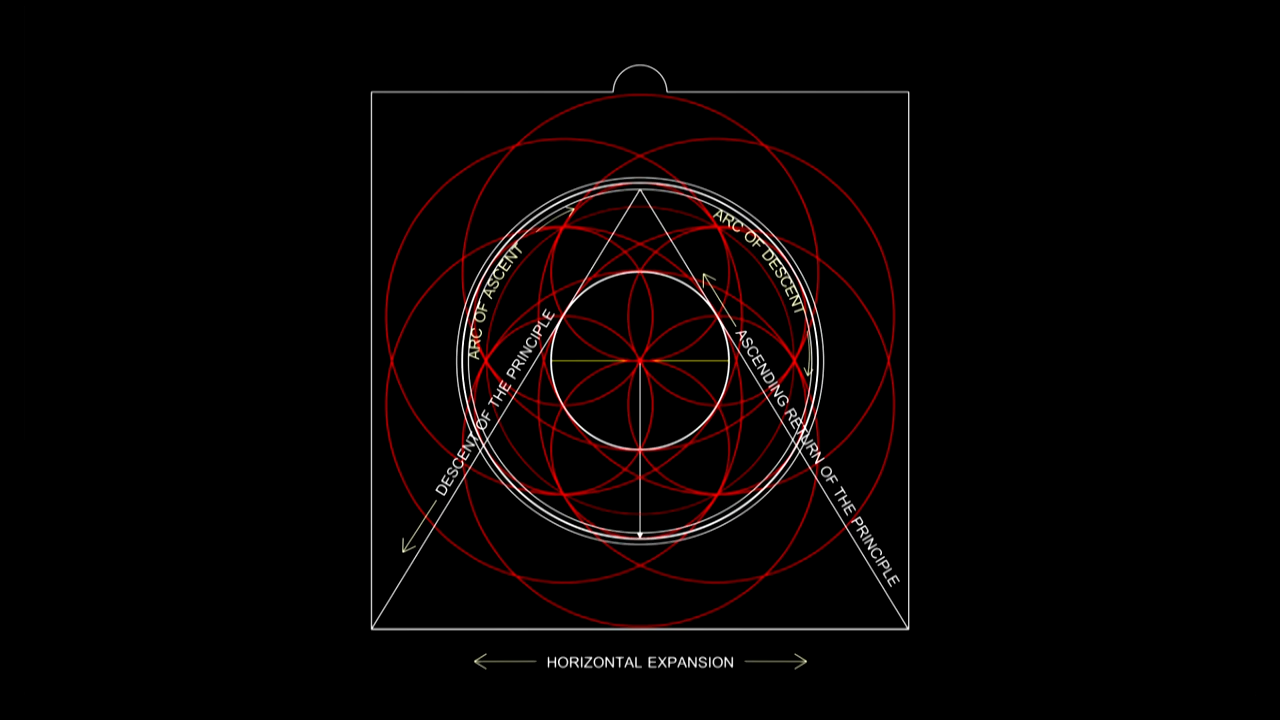 ARC OF ASCENT
ARC OF DESCENT
DESCENT OF THE PRINCIPLE
ASCENDING RETURN OF THE PRINCIPLE
HORIZONTAL EXPANSION